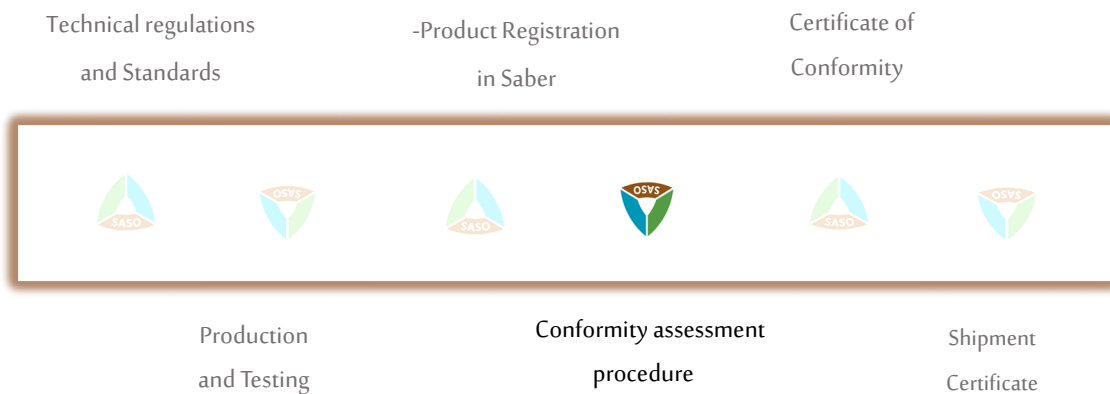 Technical regulations
and Standards
-Product Registration
in Saber
Certificate of
Conformity
SASO
SASO
SASO
SASO
SASO
SASO
Production
and Testing
Conformity assessment
procedure
Shipment
Certificate